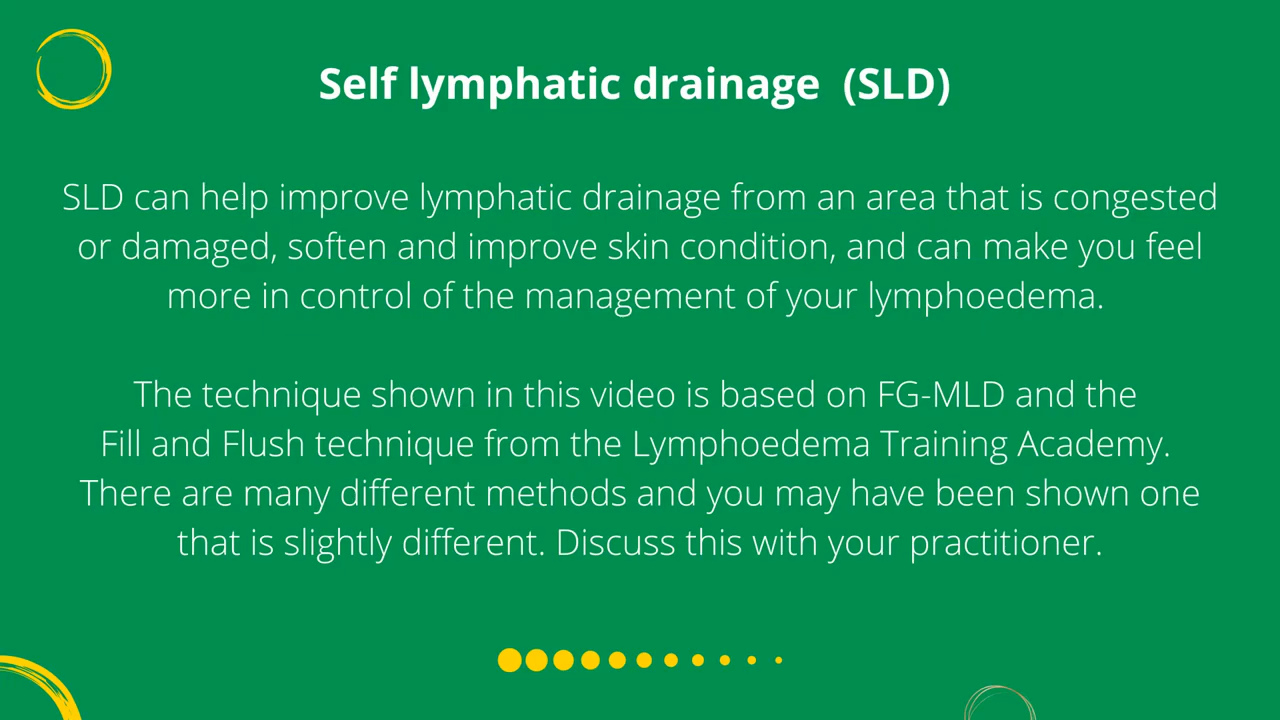 Self lymphatic drainage (SLD)
SLD can help improve lymphatic drainage from an area that is congested
or damaged, soften and improve skin condition, and can make you feel
more in control of the management of your lymphoedema.
The technique shown in this video is based on FG-MLD and the
Fill and Flush technique from the Lymphoedema Training Academy.
There are many different methods and you may have been shown one
that is slightly different. Discuss this with your practitioner.